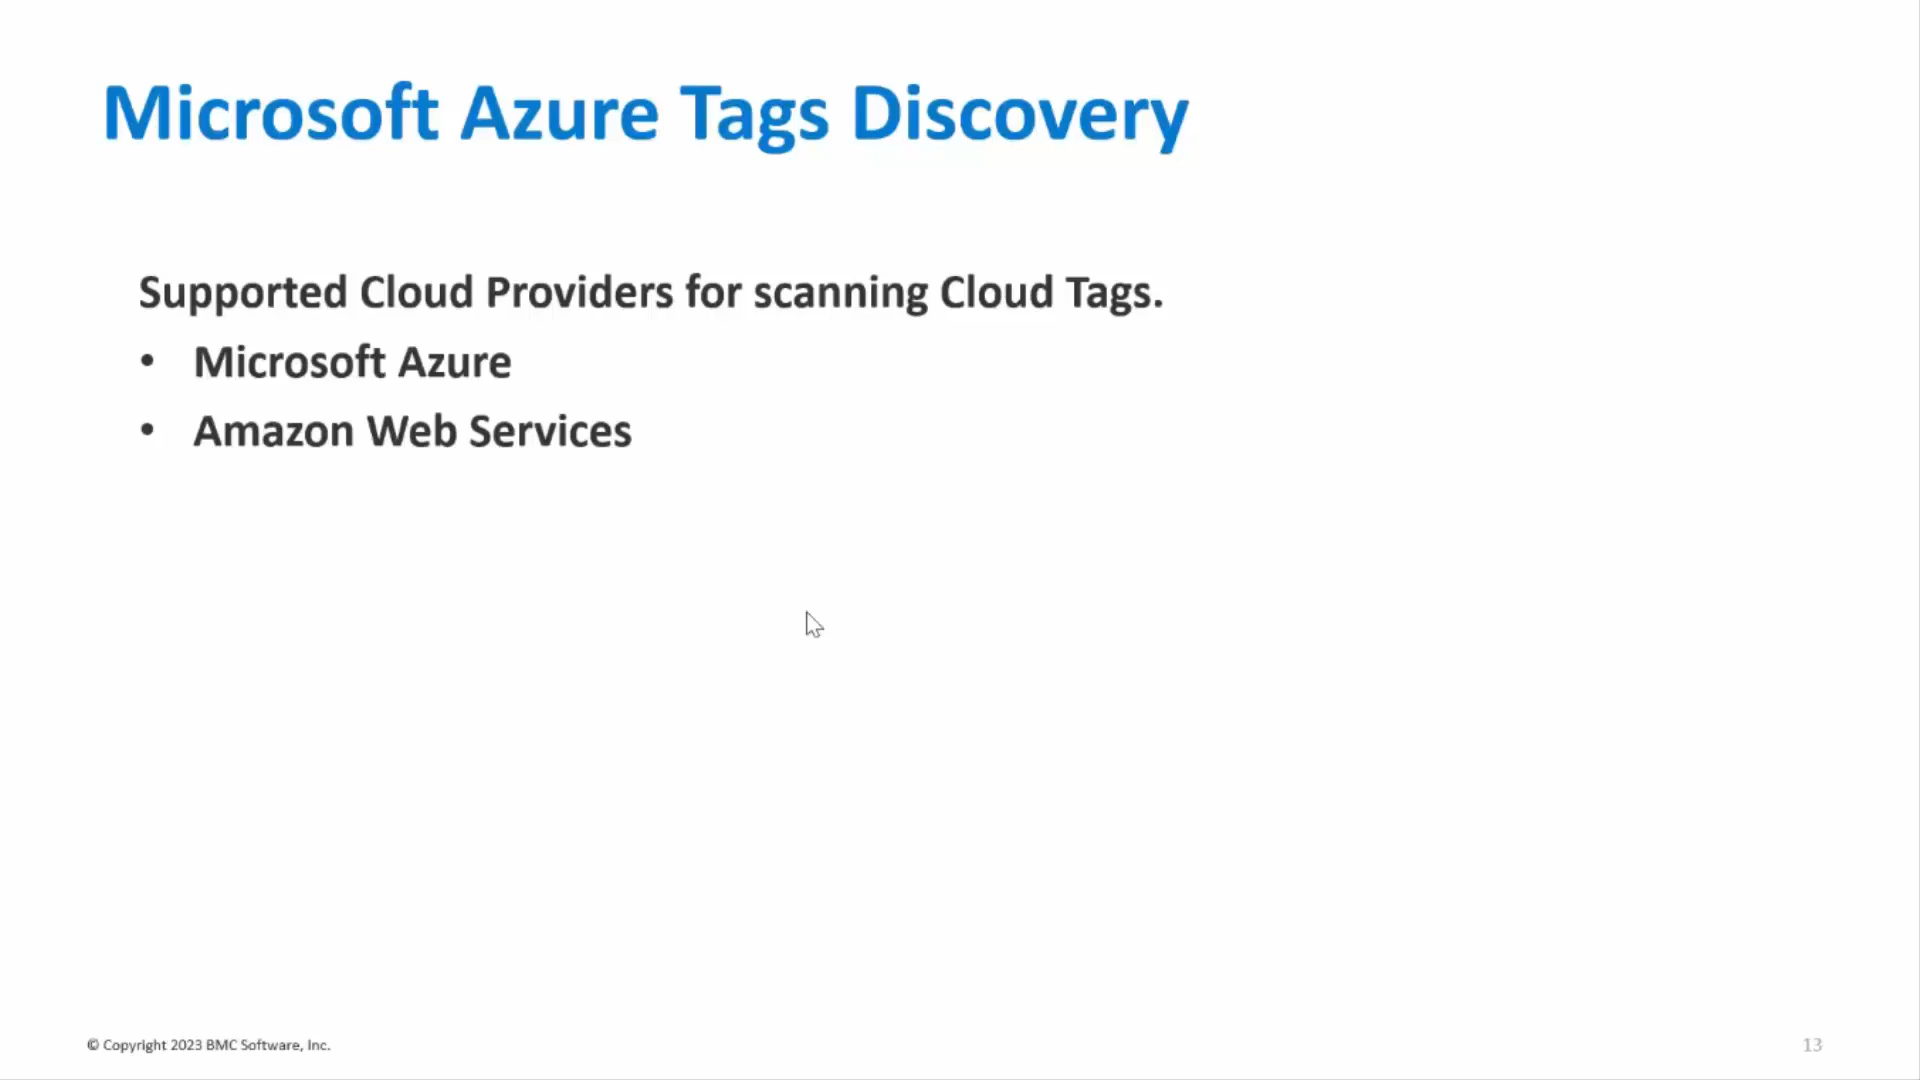 Microsoft Azure Tags Discovery
Supported Cloud Providers for scanning Cloud Tags.
• Microsoft Azure
• Amazon Web Services
© Copyright 2023 BMC Software, Inc.
13